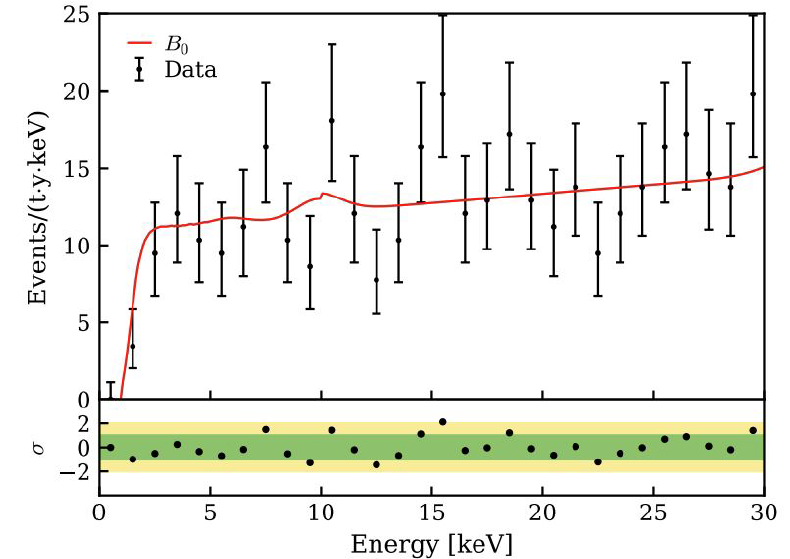 B₀
Data
Events/(t·y·keV)
25
20
15
10
5
0
σ
2
0
−2
0 5 10 15 20 25 30
Energy [keV]